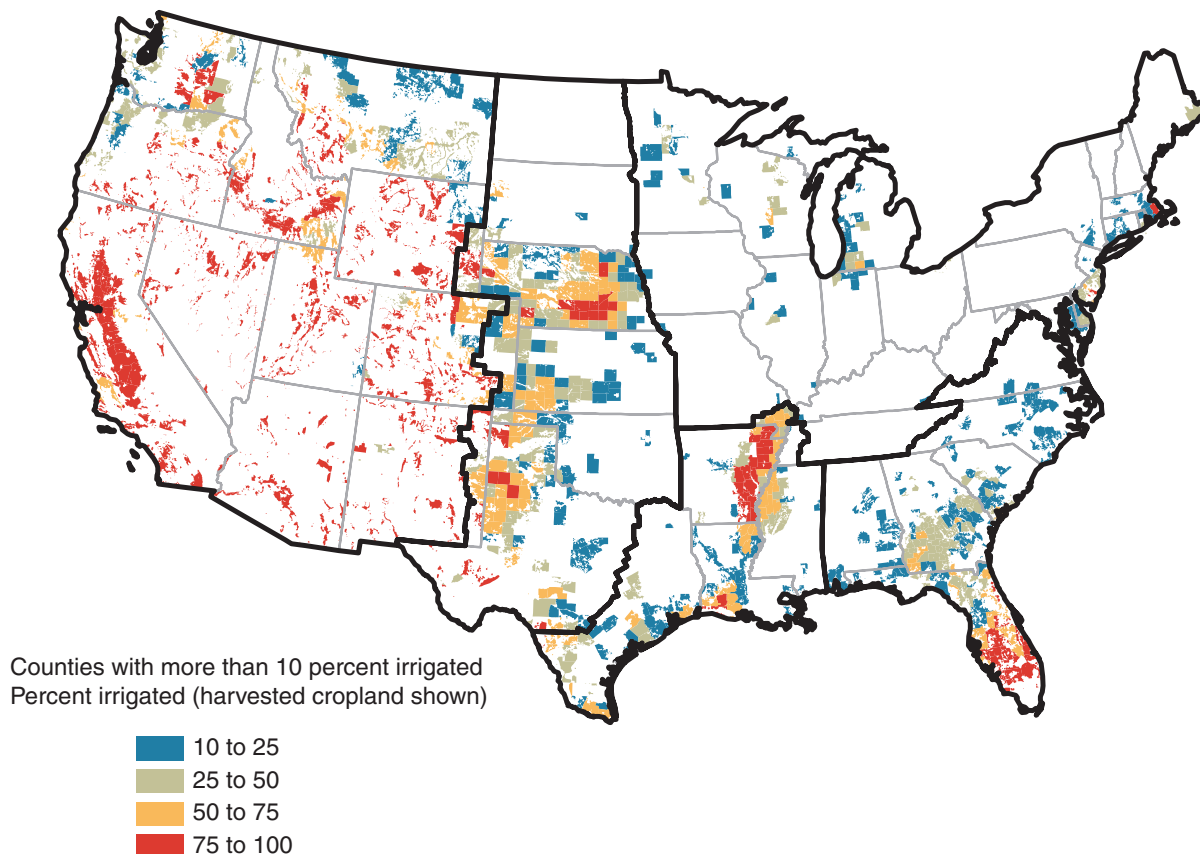 Counties with more than 10 percent irrigated
Percent irrigated (harvested cropland shown)
10 to 25
25 to 50
50 to 75
75 to 100